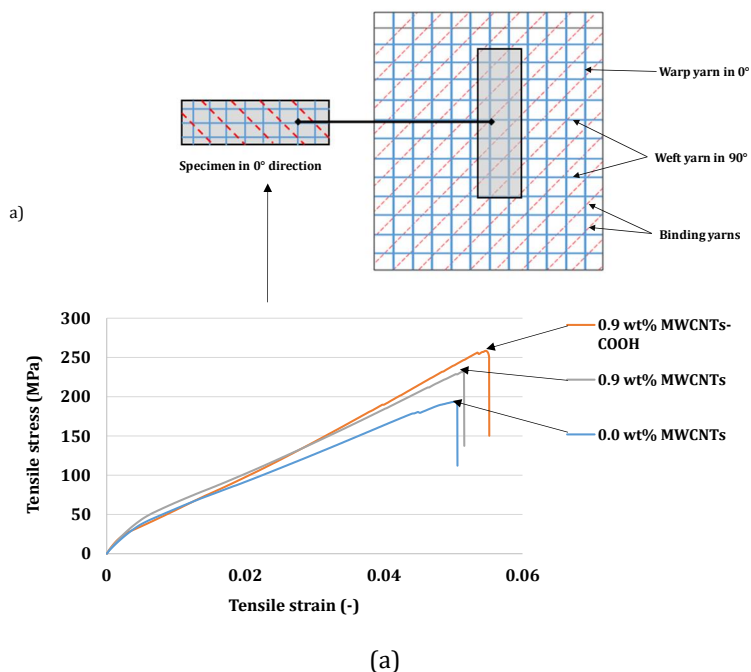 Warp yarn in 0°
Specimen in 0° direction
Weft yarn in 90°
a)
Binding yarns
300
250
200
150
100
50
0
Tensile stress (MPa)
0
0.02
0.04
0.06
Tensile strain (-)
0.9 wt% MWCNTs-
COOH
0.9 wt% MWCNTs
0.0 wt% MWCNTs
(a)